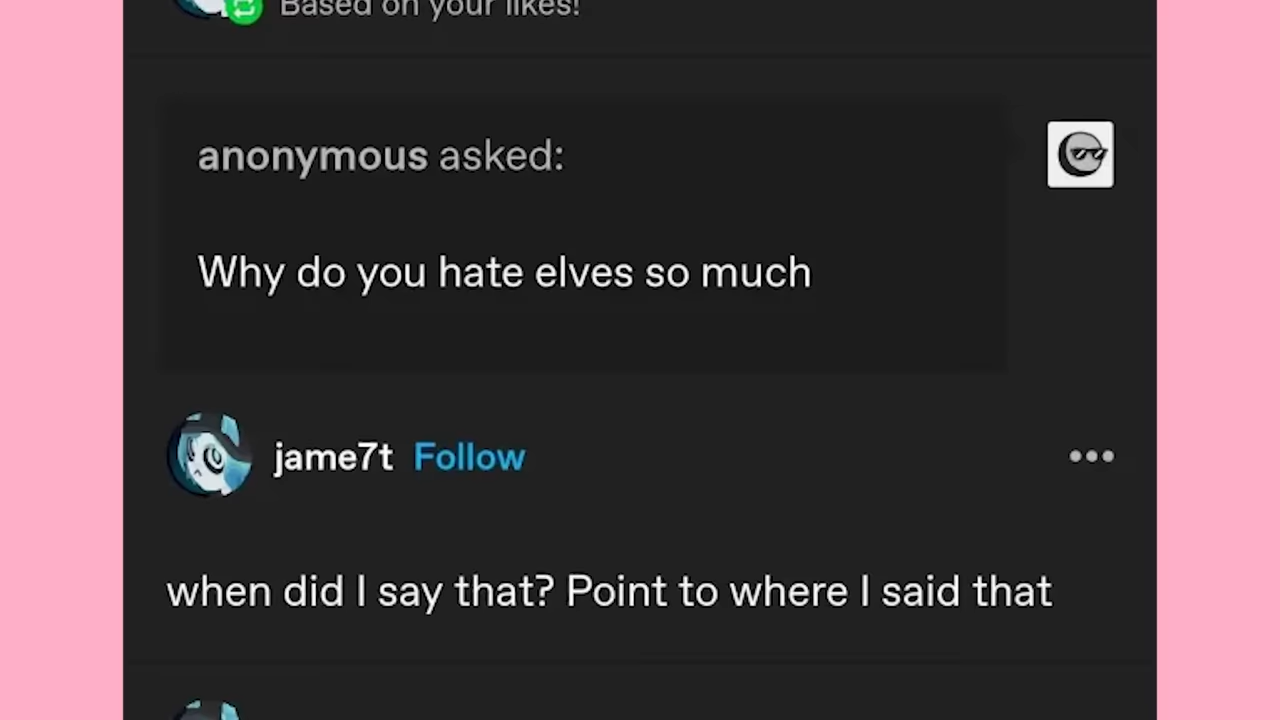 Based on your likes!
anonymous asked:
Why do you hate elves so much
jame7t Follow
when did I say that? Point to where I said that